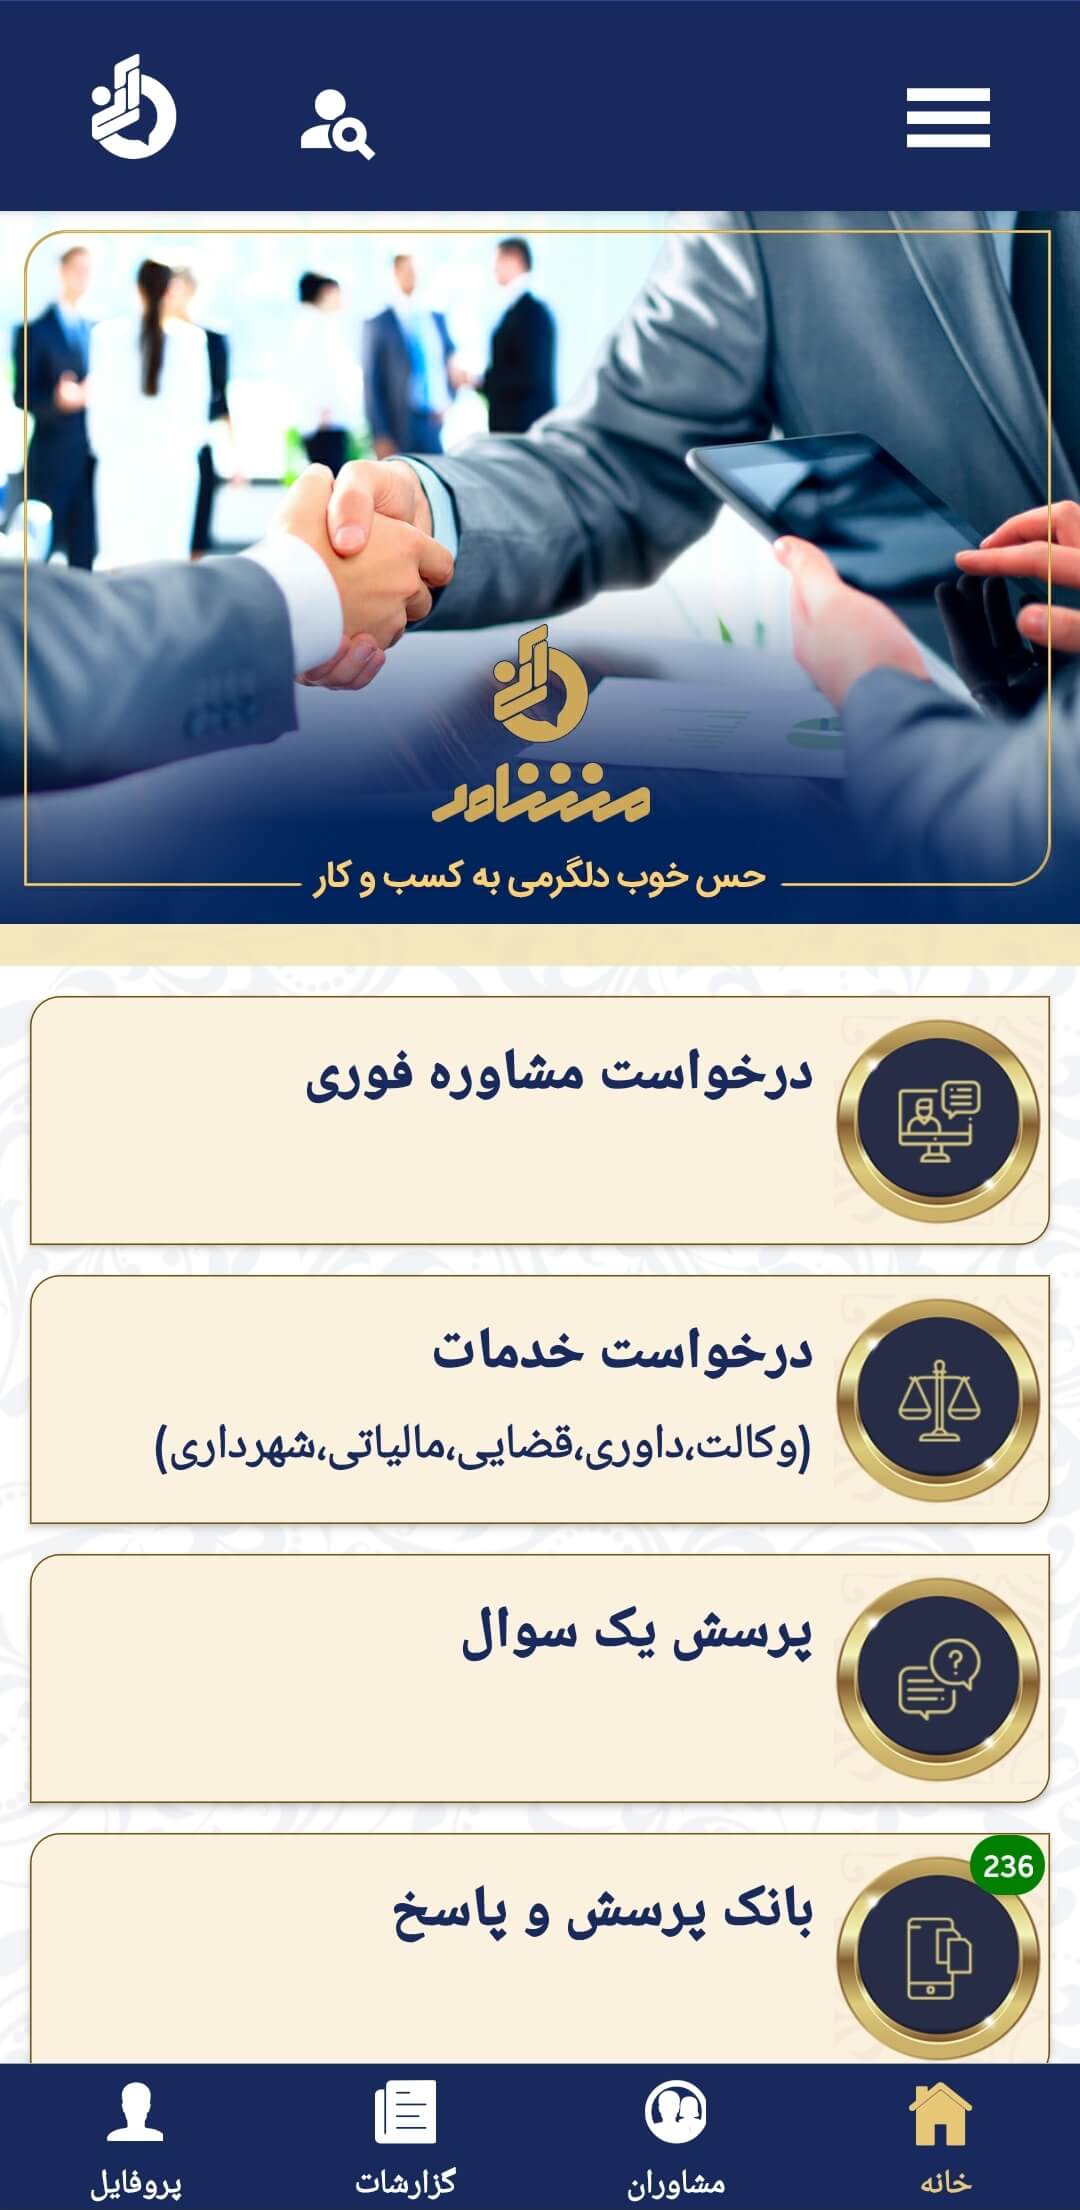 مشاور
حس خوب دلگرمی به کسب و کار
درخواست مشاوره فوری
درخواست خدمات
(وکالت،داوری،قضایی،مالیاتی،شهرداری)
پرسش یک سوال
236
بانک پرسش و پاسخ
خانه
مشاوران
گزارشات
پروفایل